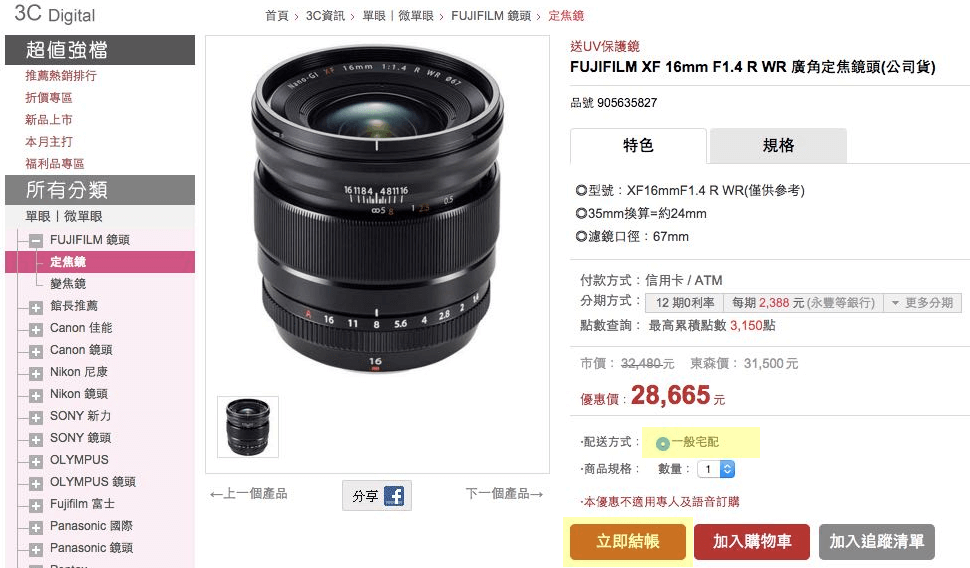 3C Digital
首頁 › 3C資訊 › 單眼｜微單眼 › FUJIFILM 鏡頭 › 定焦鏡
超值強檔
推薦熱銷排行
折價專區
新品上市
本月主打
福利品專區
所有分類
單眼｜微單眼
FUJIFILM 鏡頭
定焦鏡
變焦鏡
館長推薦
Canon 佳能
Canon 鏡頭
Nikon 尼康
Nikon 鏡頭
SONY 新力
SONY 鏡頭
OLYMPUS
OLYMPUS 鏡頭
Fujifilm 富士
Panasonic 國際
Panasonic 鏡頭
Pentax
Nano-GI XF 16mm 1:1.4 R WR ø67
16 11 8 4 4 8 11 16
∞ 5 8 1 2.5 0.5
A 16 11 8 5.6 4 2.8 2 14
16
←上一個產品
分享
下一個產品→
送UV保護鏡
FUJIFILM XF 16mm F1.4 R WR 廣角定焦鏡頭(公司貨)
品號 905635827
特色
規格
◎型號：XF16mmF1.4 R WR(僅供參考)
◎35mm換算=約24mm
◎濾鏡口徑：67mm
付款方式：信用卡 / ATM
分期方式： 12 期0利率 每期 2,388 元 (永豐等銀行) 更多分期
點數查詢： 最高累積點數 3,150點
市價： 32,480 元 東森價： 31,500 元
優惠價：28,665 元
·配送方式： 一般宅配
·商品規格： 數量： 1
·本優惠不適用專人及語音訂購
立即結帳
加入購物車
加入追蹤清單